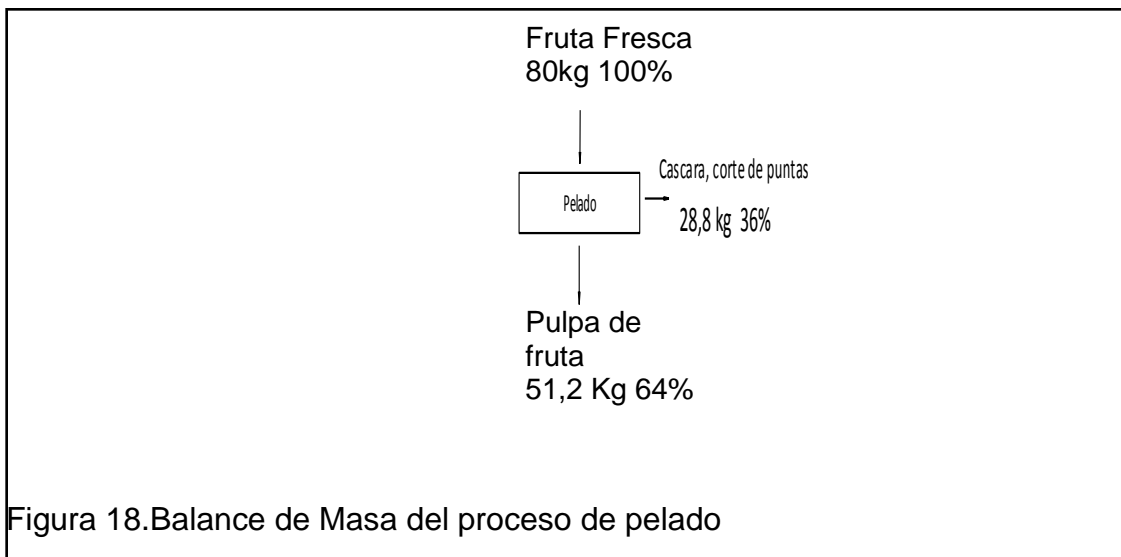 Fruta Fresca
80kg 100%
Cascara, corte de puntas
Pelado
28,8 kg 36%
Pulpa de
fruta
51,2 Kg 64%
Figura 18.Balance de Masa del proceso de pelado